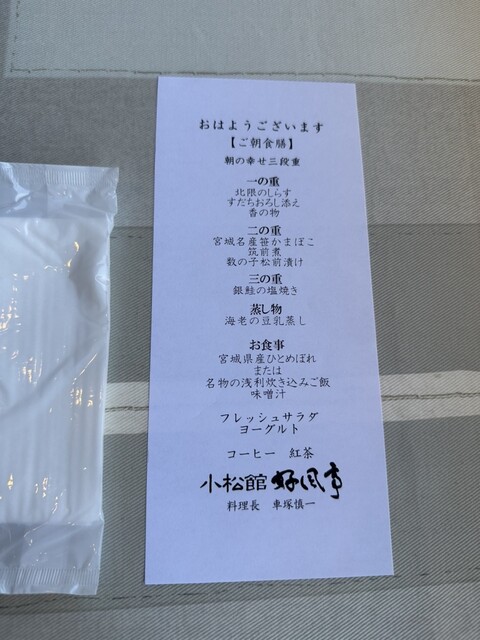 おはようございます
【ご朝食膳】
朝の幸せ三段重
一の重
北限のしらす
すだちおろし添え
香の物
二の重
宮城名産笹かまぼこ
筑前煮
数の子松前漬け
三の重
銀鮭の塩焼き
蒸し物
海老の豆乳蒸し
お食事
宮城県産ひとめぼれ
または
名物の浅利炊き込みご飯
味噌汁
フレッシュサラダ
ヨーグルト
コーヒー　紅茶
小松館 好風亭
料理長　車塚慎一